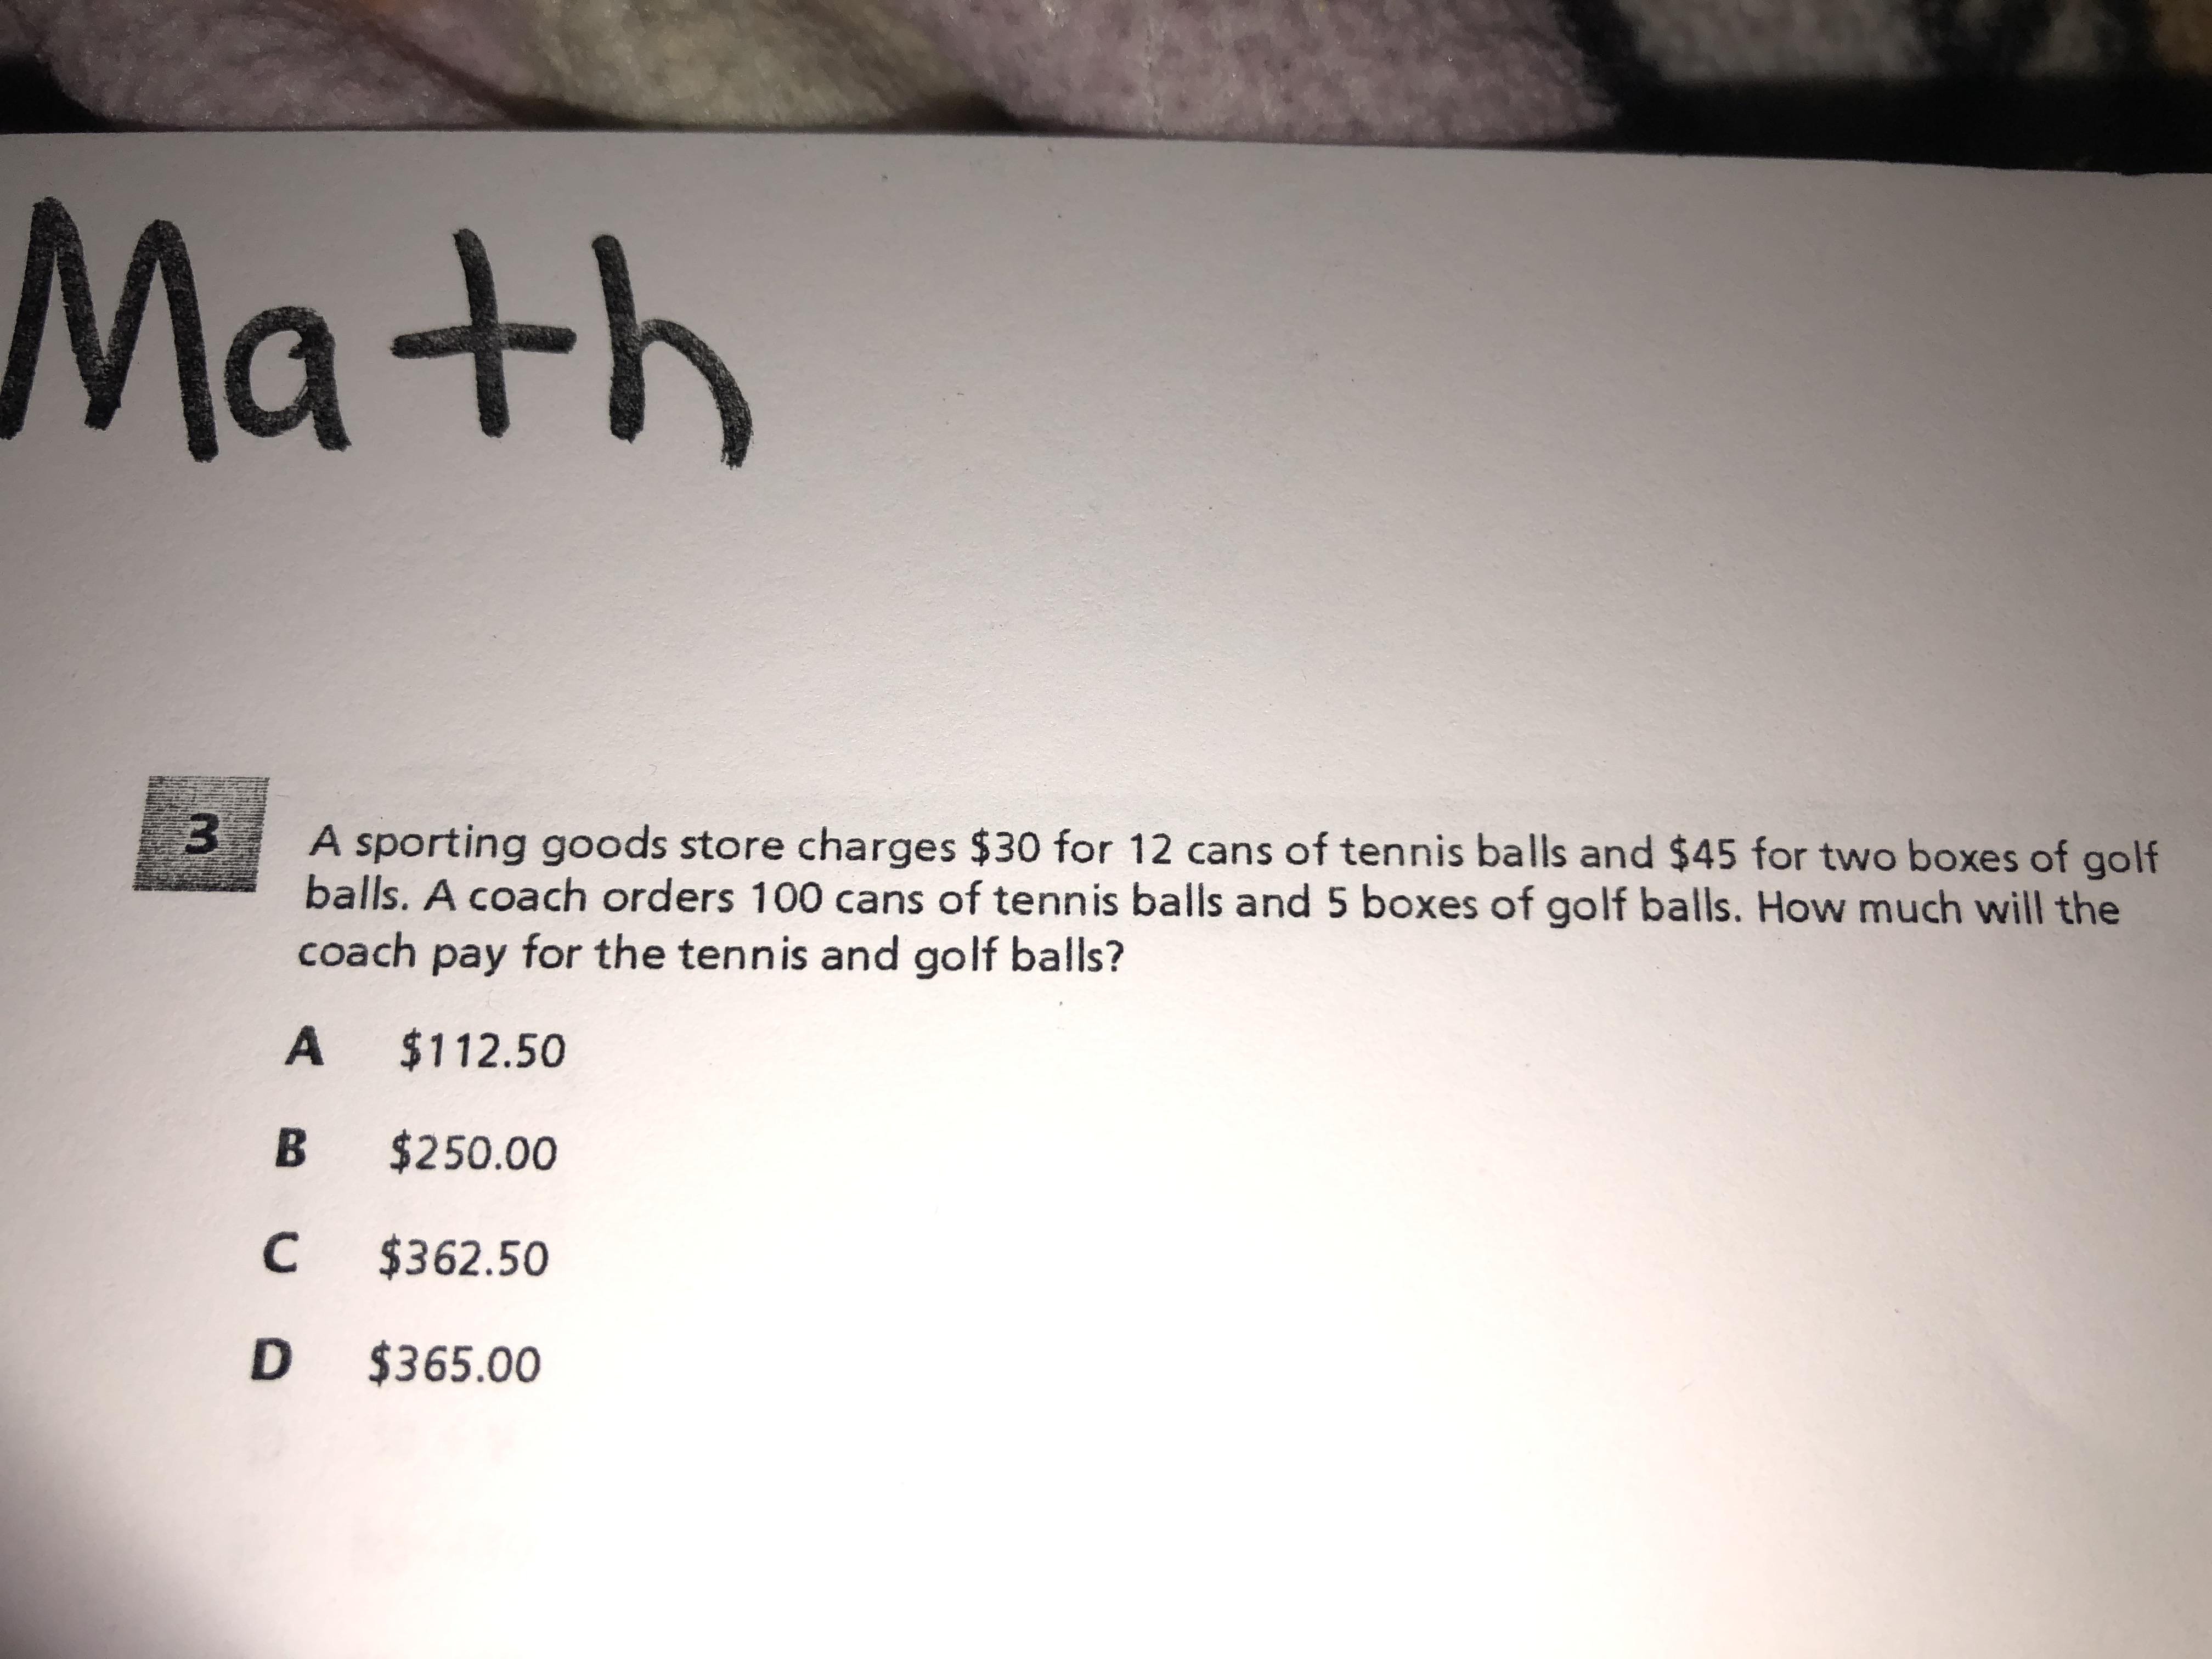 Math
3
A sporting goods store charges $30 for 12 cans of tennis balls and $45 for two boxes of golf
balls. A coach orders 100 cans of tennis balls and 5 boxes of golf balls. How much will the
coach pay for the tennis and golf balls?
A $112.50
B $250.00
C $362.50
D $365.00